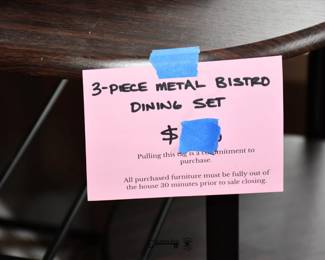 3-PIECE METAL BISTRO
DINING SET
$
Pulling this tag is a commitment to
purchase.
All purchased furniture must be fully out of
the house 30 minutes prior to sale closing.